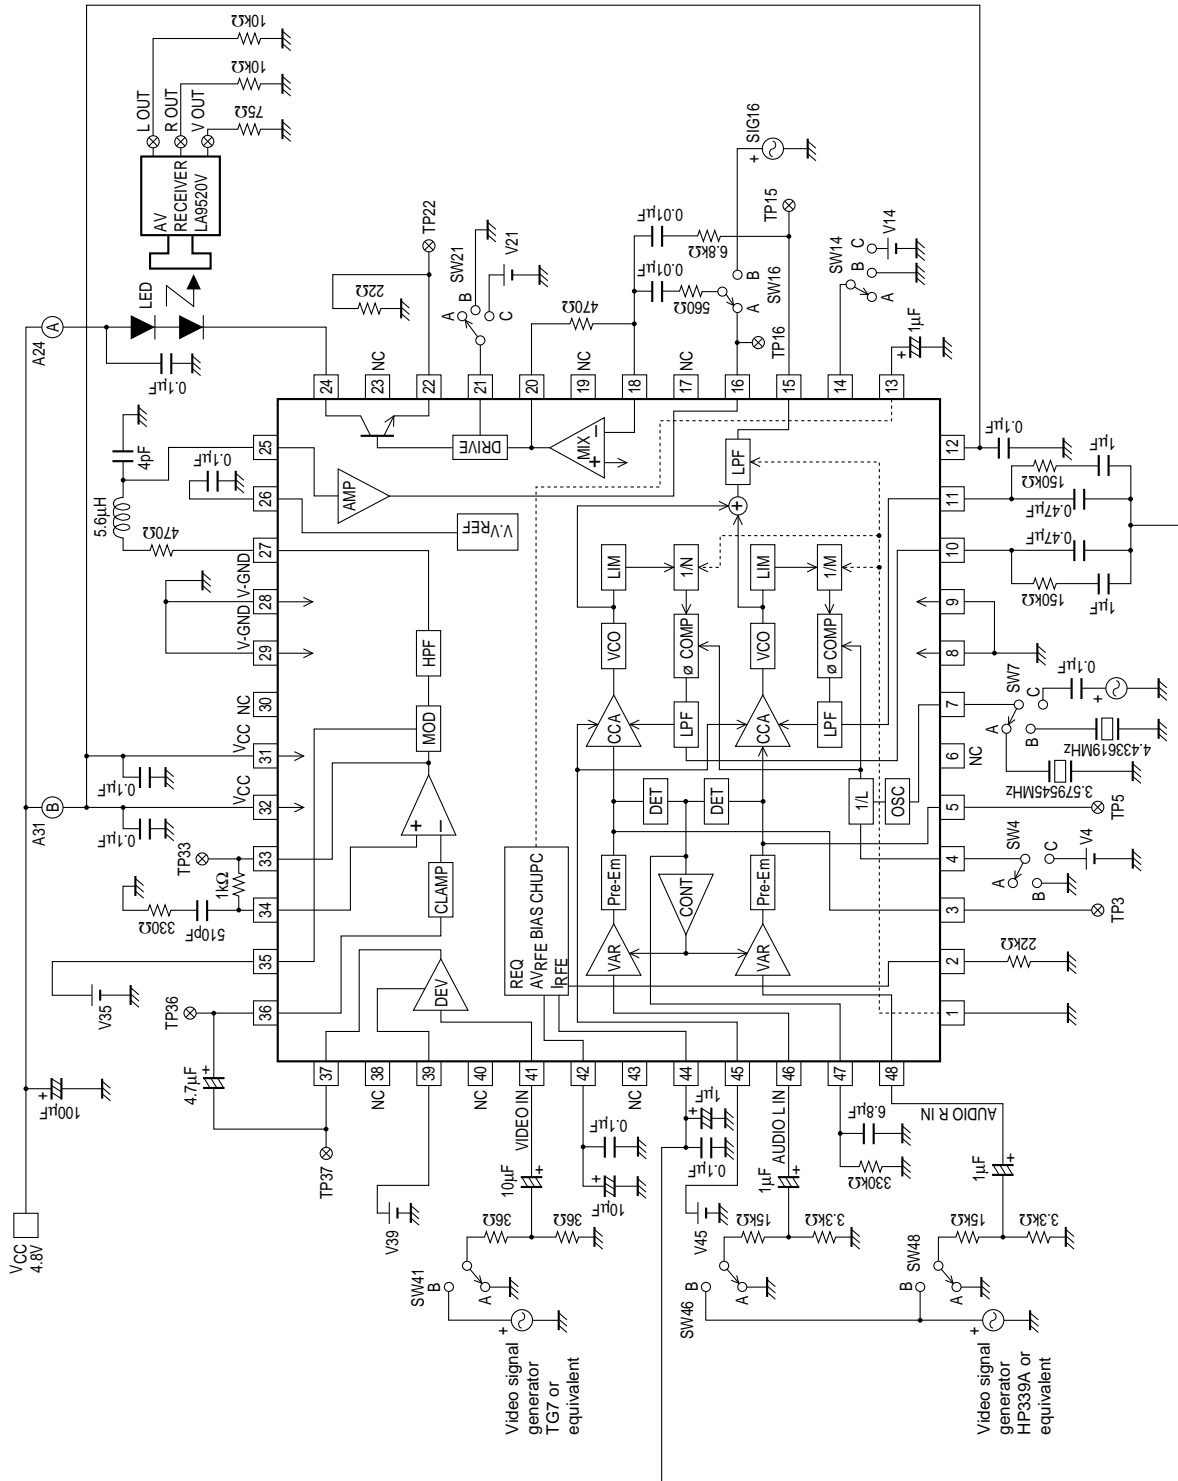 VCC
4.8V
100µF
A31
B
A24
A
LED
0.1µF
AV
RECEIVER
LA9520V
L OUT
R OUT
V OUT
10kΩ
10kΩ
75Ω
TP36
V35
4.7µF
TP37
330Ω
510pF
1kΩ
TP33
0.1µF
VCC
0.1µF
VCC
NC
V-GND
V-GND
470Ω
5.6µH
4pF
0.1µF
36
35
34
33
32
31
30
29
28
27
26
25
37
NC
38
39
NC
40
41
42
NC
43
44
45
46
47
48
24
23
NC
22
21
20
19
NC
18
17
NC
16
15
14
13
1
2
3
4
5
6
NC
7
8
9
10
11
12
CLAMP
+
−
MOD
HPF
V.VREF
AMP
DEV
DRIVE
MIX
+
−
REQ
AVRFE BIAS CHUPC
IRFE
VAR
VAR
Pre-Em
Pre-Em
CONT
DET
DET
CCA
CCA
VCO
VCO
LIM
LIM
LPF
LPF
ø COMP
ø COMP
1/N
1/M
1/L
OSC
+
LPF
22Ω
TP22
SW21
A
B
C
V21
470Ω
0.01µF
0.01µF
6.8kΩ
560Ω
SW16
A
B
+
SIG16
TP16
TP15
SW14
A
B
C
V14
+
1µF
V39
VIDEO IN
10µF
+
36Ω
36Ω
SW41
B
A
+
Video signal
generator
TG7 or
equivalent
0.1µF
+
10µF
1µF
+
0.1µF
V45
AUDIO L IN
1µF
+
15kΩ
3.3kΩ
SW46
B
A
6.8µF
330kΩ
AUDIO R IN
1µF
+
15kΩ
3.3kΩ
SW48
B
A
+
Video signal
generator
HP339A or
equivalent
22kΩ
TP3
SW4
A
B
C
V4
TP5
SW7
A
B
C
0.1µF
+
3.579545MHz
4.433619MHz
150kΩ
1µF
0.47µF
0.47µF
150kΩ
1µF
0.1µF